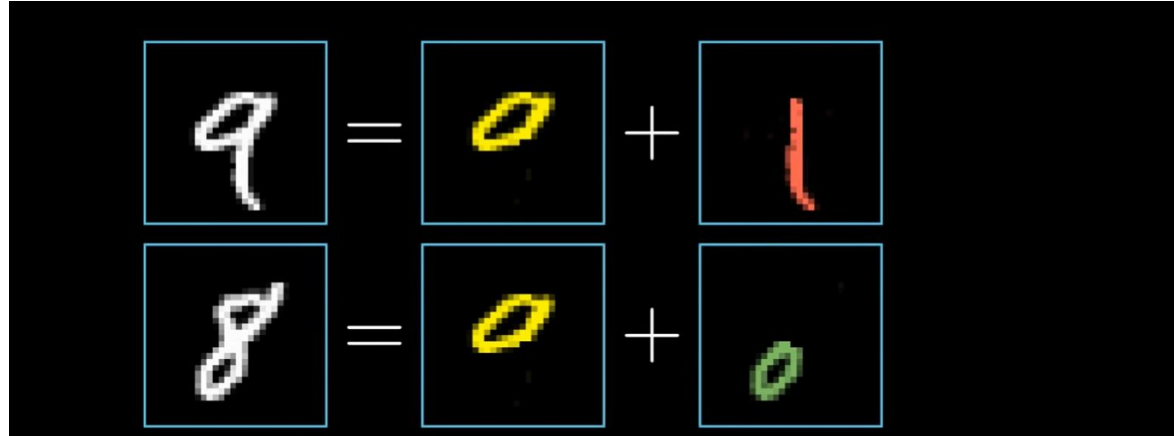 9 = 0 + 1
8 = 0 + 0